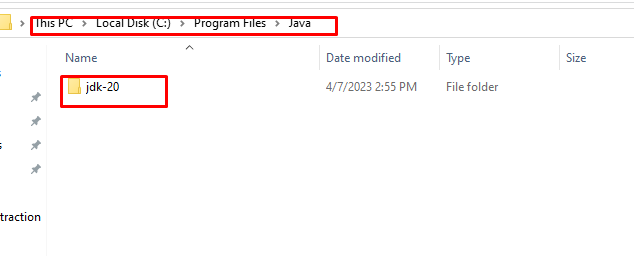 This PC > Local Disk (C:) > Program Files > Java
Name Date modified Type Size
jdk-20 4/7/2023 2:55 PM File folder
s
traction